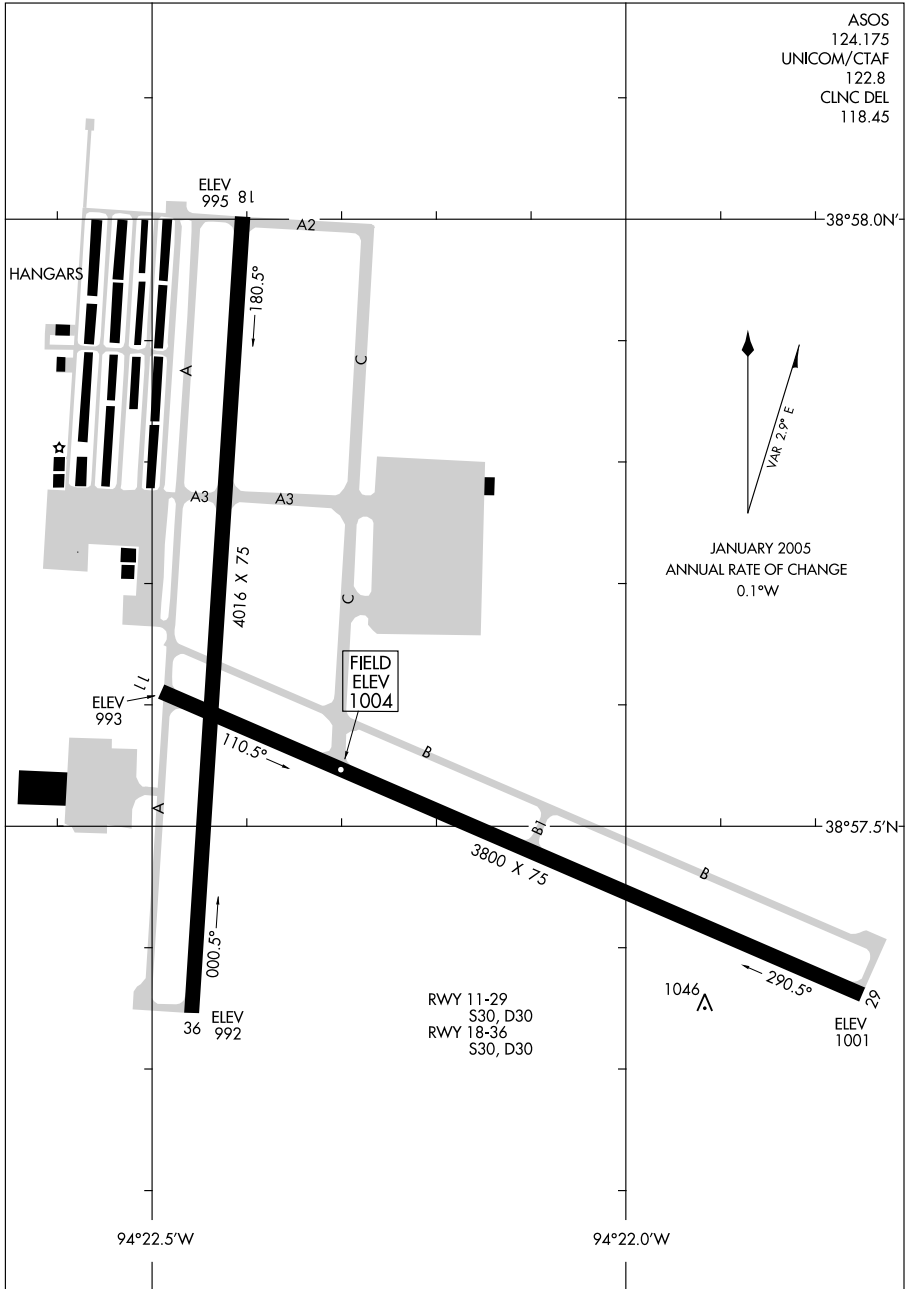 ASOS
124.175
UNICOM/CTAF
122.8
CLNC DEL
118.45
ELEV
995
18
A2
38°58.0N'
HANGARS
180.5°
A
C
VAR 2.9° E
A3
A3
JANUARY 2005
ANNUAL RATE OF CHANGE
0.1°W
4016 X 75
C
FIELD
ELEV
1004
11
ELEV
993
110.5°
B
A
B1
38°57.5'N
3800 X 75
B
000.5°
290.5°
1046
29
RWY 11-29
S30, D30
RWY 18-36
S30, D30
36
ELEV
992
ELEV
1001
94°22.5'W
94°22.0'W